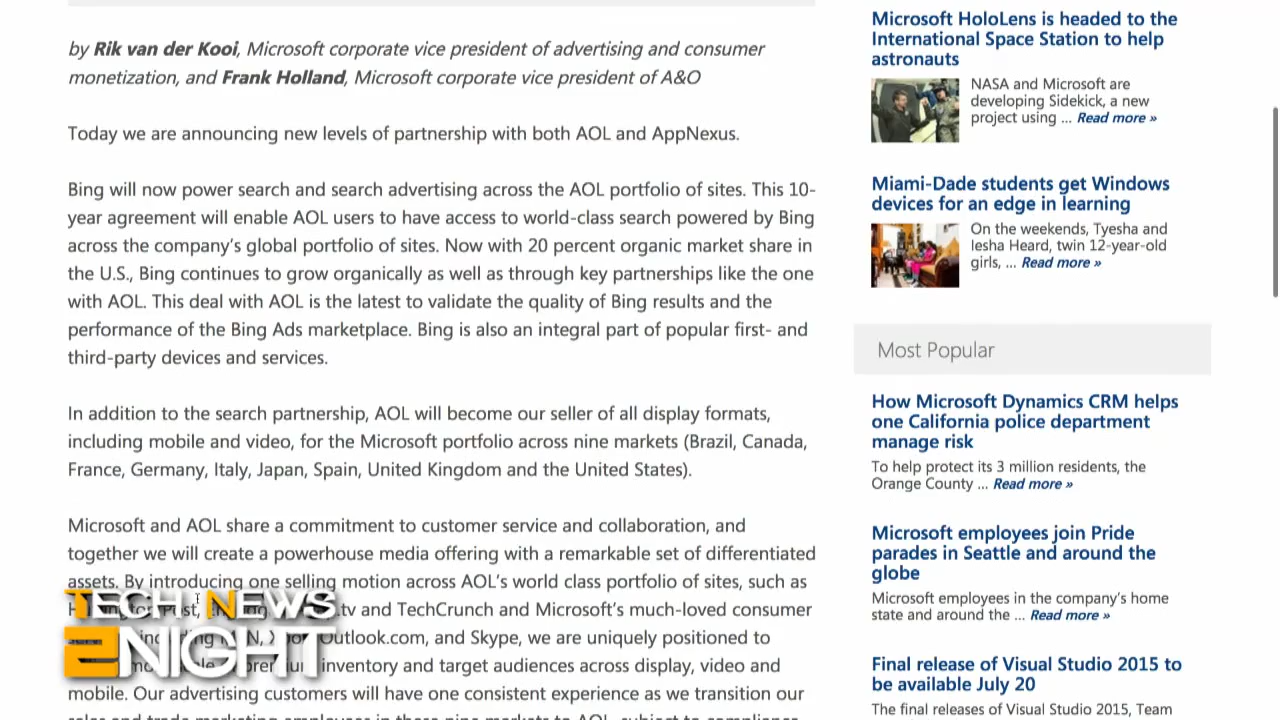 by Rik van der Kooi, Microsoft corporate vice president of advertising and consumer
monetization, and Frank Holland, Microsoft corporate vice president of A&O
Today we are announcing new levels of partnership with both AOL and AppNexus.
Bing will now power search and search advertising across the AOL portfolio of sites. This 10-
year agreement will enable AOL users to have access to world-class search powered by Bing
across the company's global portfolio of sites. Now with 20 percent organic market share in
the U.S., Bing continues to grow organically as well as through key partnerships like the one
with AOL. This deal with AOL is the latest to validate the quality of Bing results and the
performance of the Bing Ads marketplace. Bing is also an integral part of popular first- and
third-party devices and services.
In addition to the search partnership, AOL will become our seller of all display formats,
including mobile and video, for the Microsoft portfolio across nine markets (Brazil, Canada,
France, Germany, Italy, Japan, Spain, United Kingdom and the United States).
Microsoft and AOL share a commitment to customer service and collaboration, and
together we will create a powerhouse media offering with a remarkable set of differentiated
assets. By introducing one selling motion across AOL's world class portfolio of sites, such as
Post, .tv and TechCrunch and Microsoft's much-loved consumer
Outlook.com, and Skype, we are uniquely positioned to
inventory and target audiences across display, video and
mobile. Our advertising customers will have one consistent experience as we transition our
TECH NEWS
2NIGHT
Microsoft HoloLens is headed to the
International Space Station to help
astronauts
NASA and Microsoft are
developing Sidekick, a new
project using ... Read more »
Miami-Dade students get Windows
devices for an edge in learning
On the weekends, Tyesha and
Iesha Heard, twin 12-year-old
girls, ... Read more »
Most Popular
How Microsoft Dynamics CRM helps
one California police department
manage risk
To help protect its 3 million residents, the
Orange County ... Read more »
Microsoft employees join Pride
parades in Seattle and around the
globe
Microsoft employees in the company's home
state and around the ... Read more »
Final release of Visual Studio 2015 to
be available July 20
The final releases of Visual Studio 2015, Team